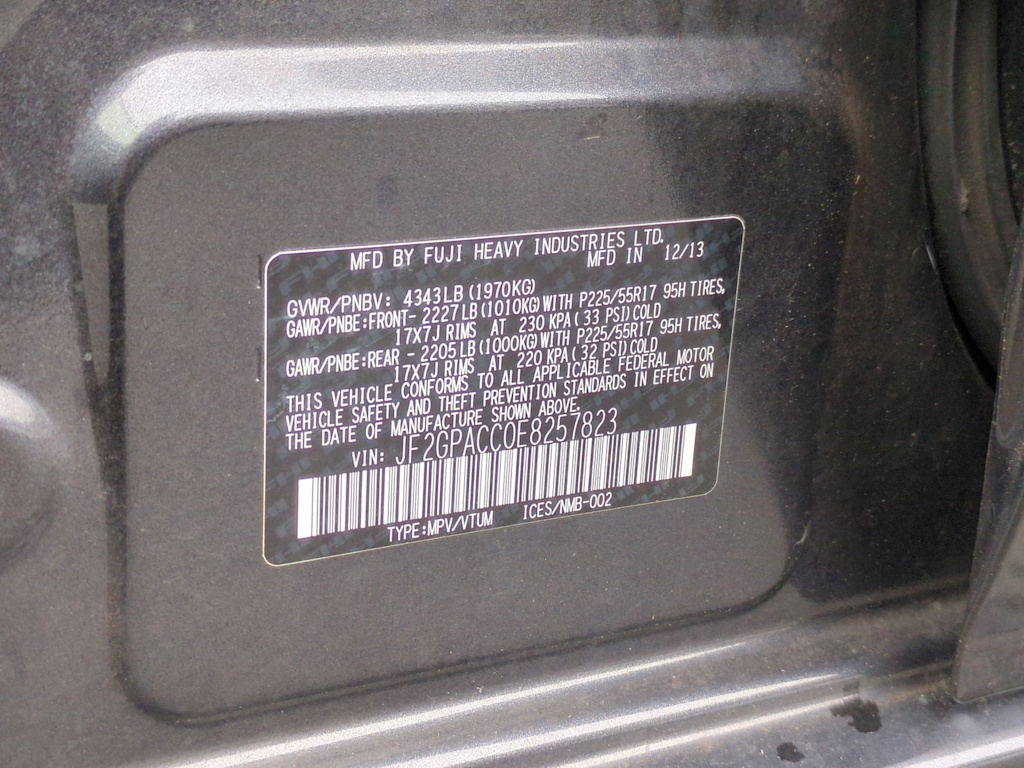 MFD BY FUJI HEAVY INDUSTRIES LTD.
MFD IN 12/13
GVWR/PNBV: 4343LB (1970KG)
GAWR/PNBE:FRONT- 2227LB (1010KG) WITH P225/55R17 95H TIRES,
17X7J RIMS AT 230 KPA (33 PSI) COLD
GAWR/PNBE:REAR - 2205LB (1000KG) WITH P225/55R17 95H TIRES,
17X7J RIMS AT 220 KPA (32 PSI) COLD
THIS VEHICLE CONFORMS TO ALL APPLICABLE FEDERAL MOTOR
VEHICLE SAFETY AND THEFT PREVENTION STANDARDS IN EFFECT ON
THE DATE OF MANUFACTURE SHOWN ABOVE.
VIN: JF2GPACC0E8257823
TYPE:MPV/VTUM ICES/NMB-002